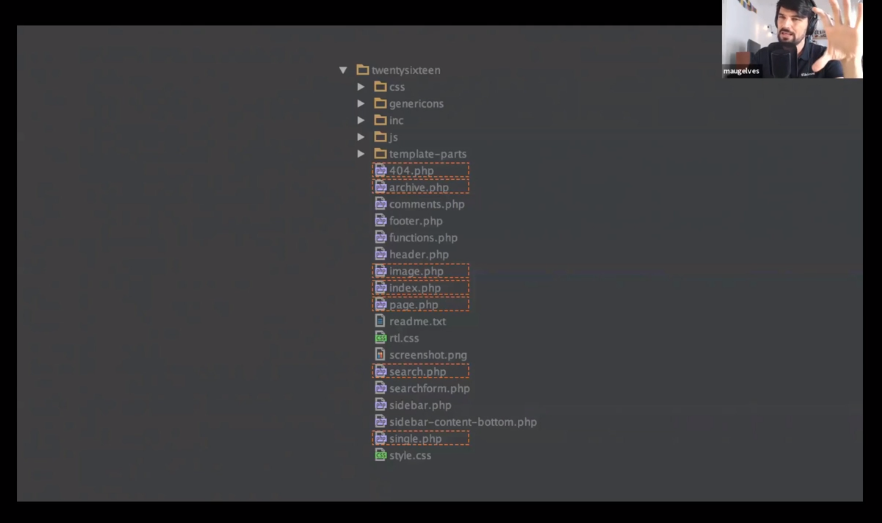 maugelves
twentysixteen
css
genericons
inc
js
template-parts
404.php
archive.php
comments.php
footer.php
functions.php
header.php
image.php
index.php
page.php
readme.txt
rtl.css
screenshot.png
search.php
searchform.php
sidebar.php
sidebar-content-bottom.php
single.php
style.css